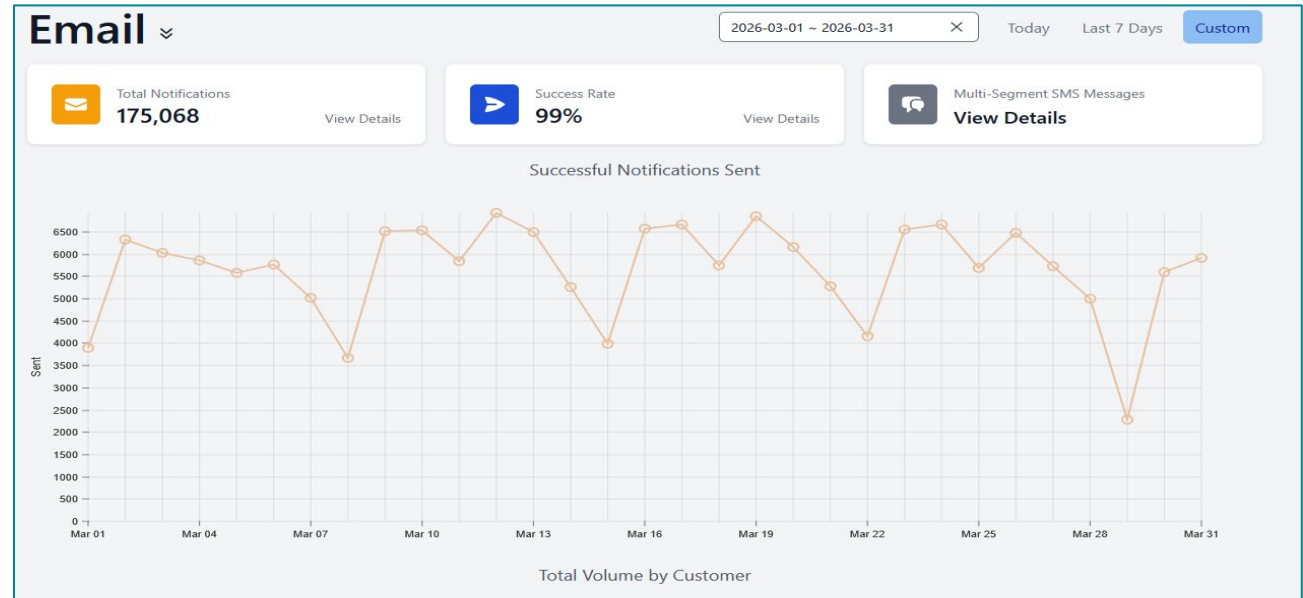 Email
2026-03-01 ~ 2026-03-31
Today
Last 7 Days
Custom
Total Notifications
175,068
View Details
Success Rate
99%
View Details
Multi-Segment SMS Messages
View Details
Successful Notifications Sent
6500
6000
5500
5000
4500
4000
3500
3000
2500
2000
1500
1000
500
0
Sent
Mar 01
Mar 04
Mar 07
Mar 10
Mar 13
Mar 16
Mar 19
Mar 22
Mar 25
Mar 28
Mar 31
Total Volume by Customer